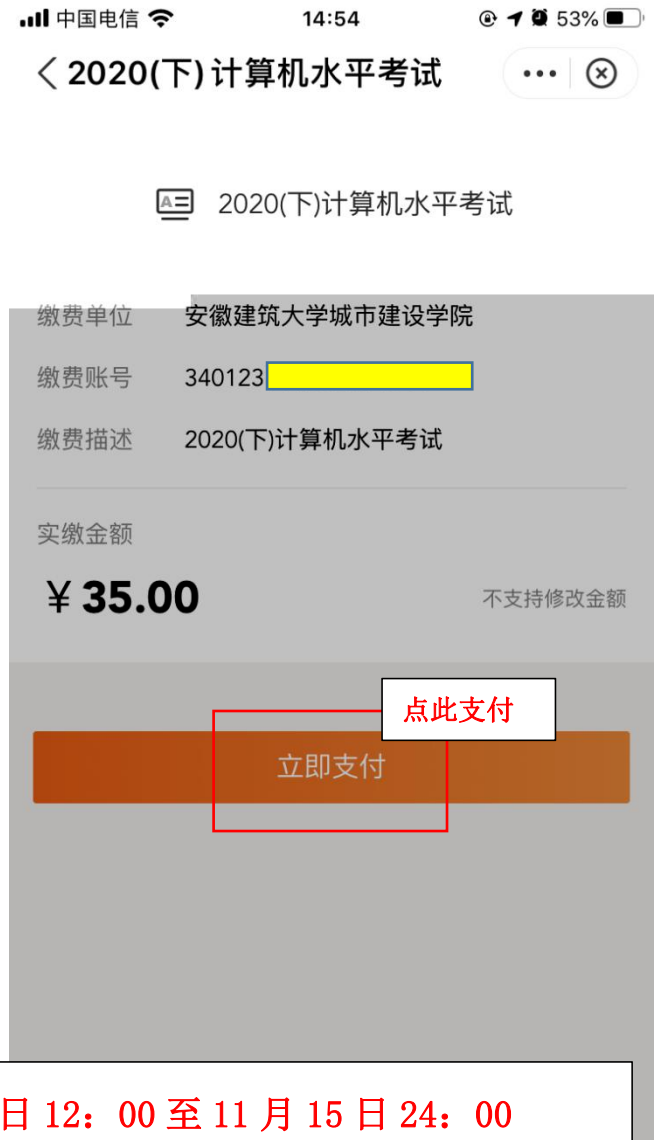 中国电信 14:54 53%
2020(下)计算机水平考试
2020(下)计算机水平考试
缴费单位 安徽建筑大学城市建设学院
缴费账号 340123
缴费描述 2020(下)计算机水平考试
实缴金额
￥35.00 不支持修改金额
点此支付
立即支付
日 12：00 至 11 月 15 日 24：00